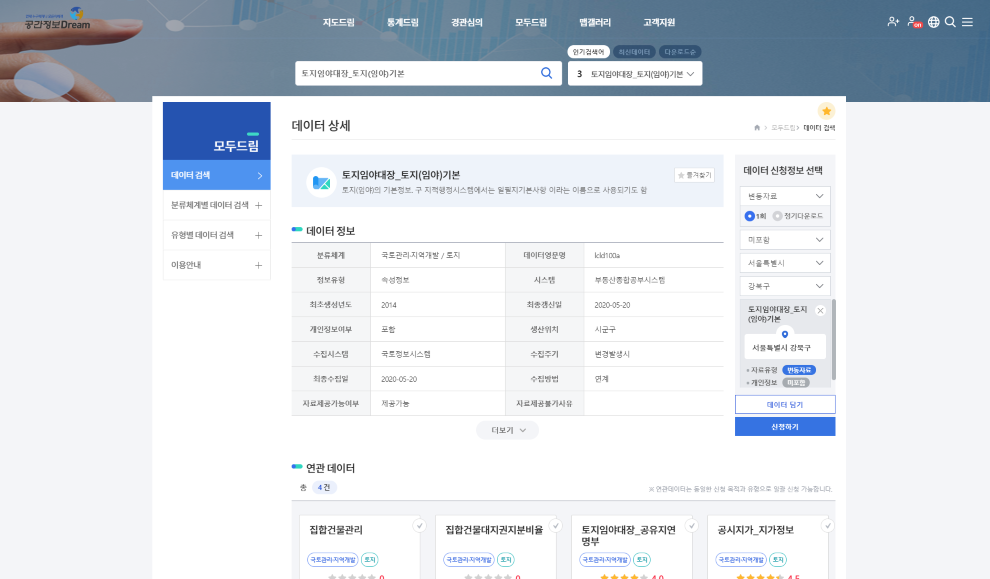 공간정보Dream
지도드림 통계드림 경관심의 모두드림 맵갤러리 고객지원
on
인기검색어 최신데이터 다운로드순
토지임야대장_토지(임야)기본
3 토지임야대장_토지(임야)기본
모두드림
데이터 검색
분류체계별 데이터 검색
유형별 데이터 검색
이용안내
데이터 상세
모두드림 > 데이터 검색
토지임야대장_토지(임야)기본
즐겨찾기
토지(임야)의 기본정보. 구 지적행정시스템에서는 일필지기본사항 이라는 이름으로 사용되기도 함
데이터 정보
분류체계 국토관리·지역개발 / 토지 데이터영문명 lcld100a
정보유형 속성정보 시스템 부동산종합공부시스템
최초생성년도 2014 최종갱신일 2020-05-20
개인정보여부 포함 생산위치 시군구
수집시스템 국토정보시스템 수집주기 변경발생시
최종수집일 2020-05-20 수집방법 연계
자료제공가능여부 제공가능 자료제공불가사유
더보기
데이터 신청정보 선택
변동자료
1회 정기다운로드
미포함
서울특별시
강북구
토지임야대장_토지
(임야)기본
서울특별시 강북구
자료유형 변동자료
개인정보 미포함
데이터 담기
신청하기
연관 데이터
총 4 건
※ 연관데이터는 동일한 신청 목적과 유형으로 일괄 신청 가능합니다.
집합건물관리
국토관리·지역개발 토지
0
집합건물대지권지분비율
국토관리·지역개발 토지
0
토지임야대장_공유지연
명부
국토관리·지역개발 토지
4.0
공시지가_지가정보
국토관리·지역개발 토지
4.5